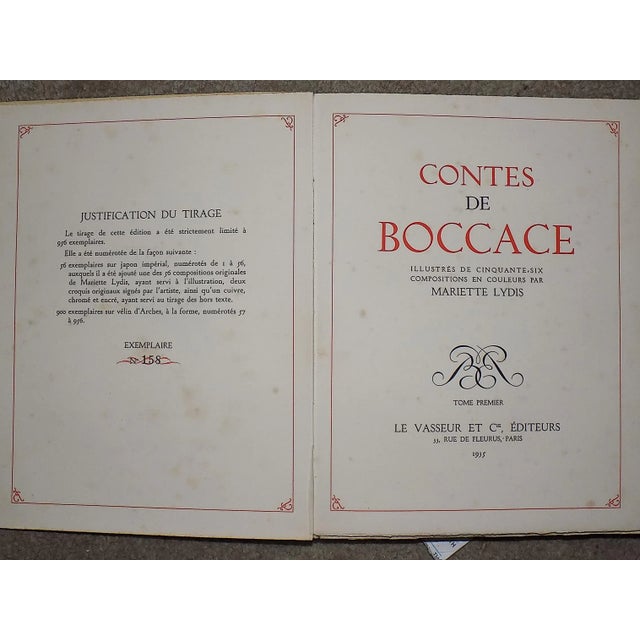 JUSTIFICATION DU TIRAGE
Le tirage de cette édition a été strictement limité à
956 exemplaires.
Elle a été numérotée de la façon suivante :
56 exemplaires sur japon impérial, numérotés de 1 à 56,
auxquels il a été ajouté une des 56 compositions originales
de Mariette Lydis, ayant servi à l'illustration, deux
croquis originaux signés par l'artiste, ainsi qu'un cuivre,
chromé et encré, ayant servi au tirage des hors texte.
900 exemplaires sur vélin d'Arches, à la forme, numérotés 57
à 956.
EXEMPLAIRE
N° 158
CONTES
DE
BOCCACE
ILLUSTRÉS DE CINQUANTE-SIX
COMPOSITIONS EN COULEURS PAR
MARIETTE LYDIS
TOME PREMIER
LE VASSEUR ET Cie, ÉDITEURS
33, RUE DE FLEURUS, PARIS
1935